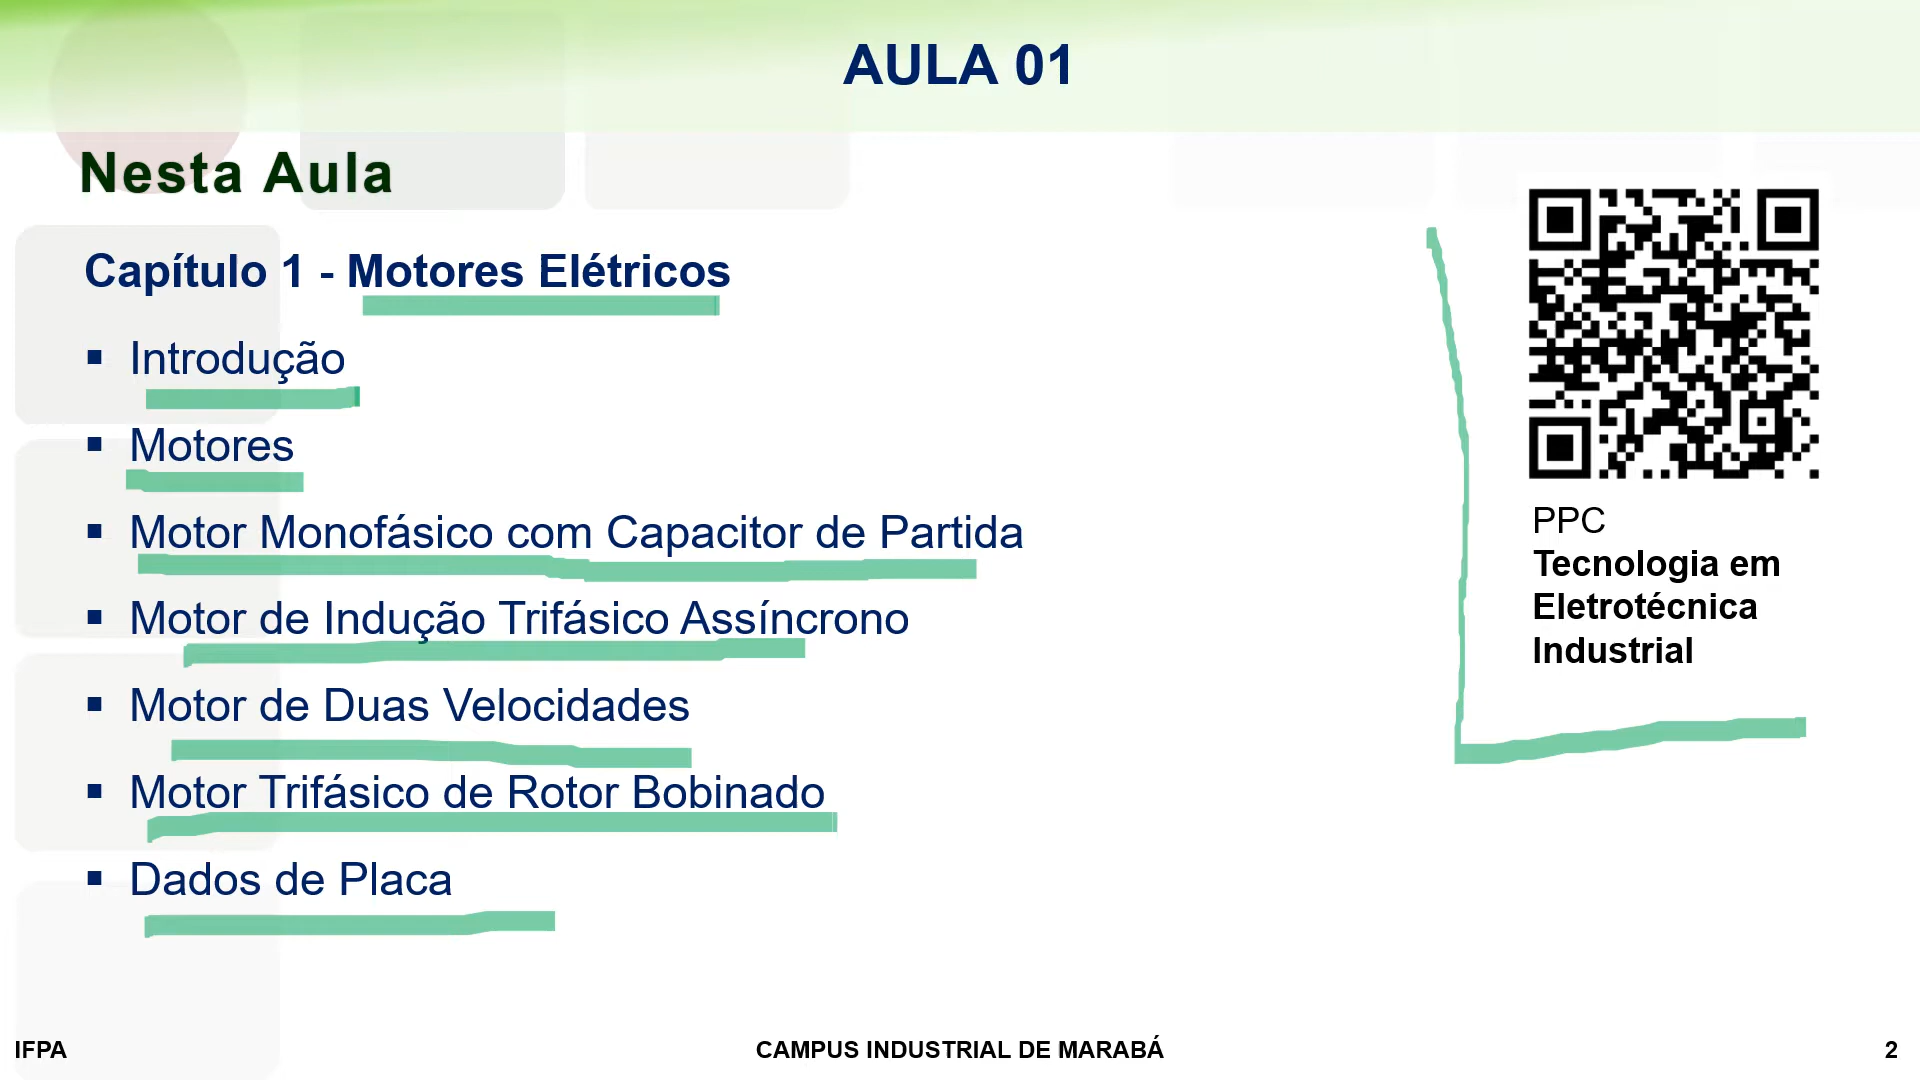 AULA 01
Nesta Aula
Capítulo 1 - Motores Elétricos
▪ Introdução
▪ Motores
▪ Motor Monofásico com Capacitor de Partida
▪ Motor de Indução Trifásico Assíncrono
▪ Motor de Duas Velocidades
▪ Motor Trifásico de Rotor Bobinado
▪ Dados de Placa
PPC
Tecnologia em
Eletrotécnica
Industrial
IFPA
CAMPUS INDUSTRIAL DE MARABÁ
2